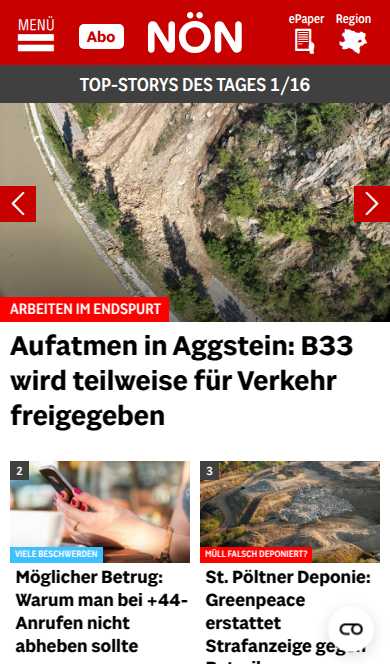 MENÜ
Abo
NÖN
ePaper
Region
TOP-STORYS DES TAGES 1/16
ARBEITEN IM ENDSPURT
Aufatmen in Aggstein: B33
wird teilweise für Verkehr
freigegeben
2
VIELE BESCHWERDEN
Möglicher Betrug:
Warum man bei +44-
Anrufen nicht
abheben sollte
3
MÜLL FALSCH DEPONIERT?
St. Pöltner Deponie:
Greenpeace
erstattet
Strafanzeige gegen